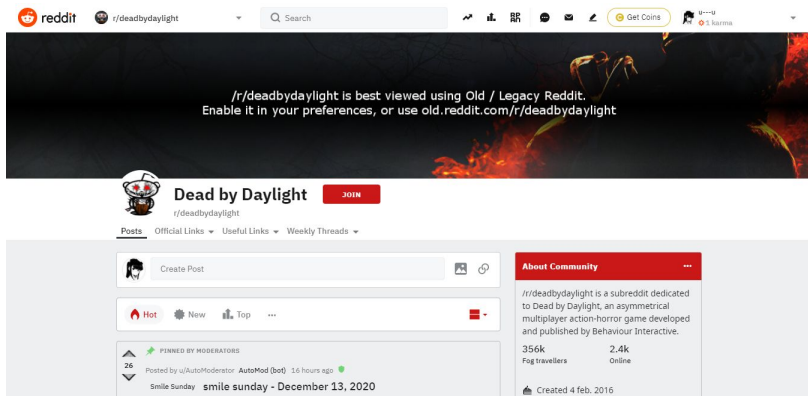 reddit r/deadbydaylight Search Get Coins u---u
1 karma
/r/deadbydaylight is best viewed using Old / Legacy Reddit.
Enable it in your preferences, or use old.reddit.com/r/deadbydaylight
Dead by Daylight JOIN
r/deadbydaylight
Posts Official Links Useful Links Weekly Threads
Create Post
Hot New Top ...
PINNED BY MODERATORS
26
Posted by u/AutoModerator AutoMod (bot) 16 hours ago
Smile Sunday smile sunday - December 13, 2020
About Community ...
/r/deadbydaylight is a subreddit dedicated
to Dead by Daylight, an asymmetrical
multiplayer action-horror game developed
and published by Behaviour Interactive.
356k 2.4k
Fog travellers Online
Created 4 feb. 2016